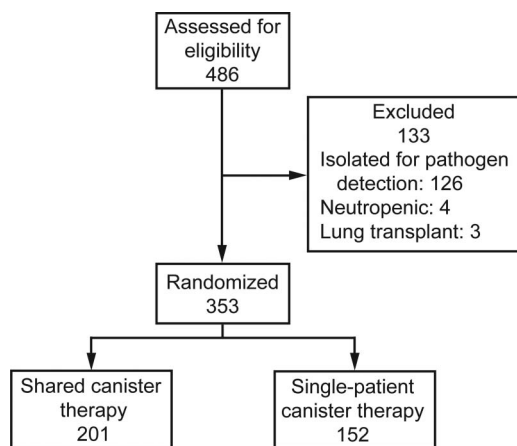 Assessed for
eligibility
486
Excluded
133
Isolated for pathogen
detection: 126
Neutropenic: 4
Lung transplant: 3
Randomized
353
Shared canister
therapy
201
Single-patient
canister therapy
152